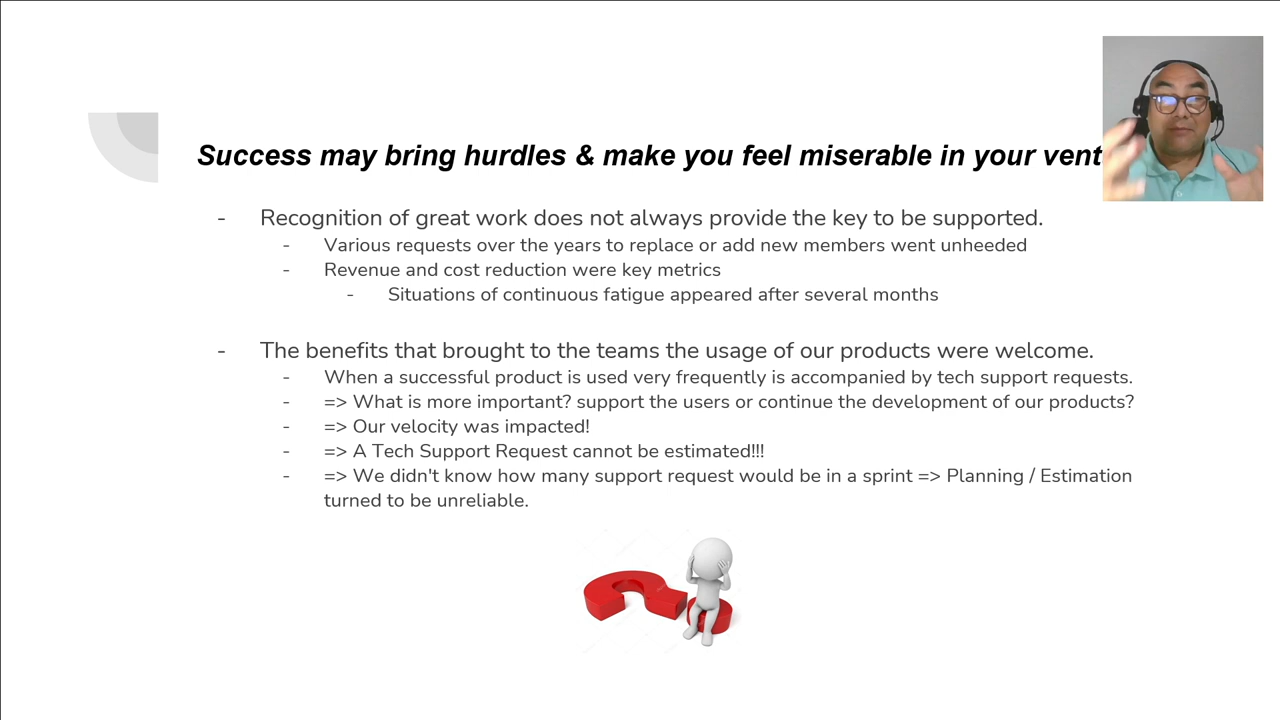 Success may bring hurdles & make you feel miserable in your vent
- Recognition of great work does not always provide the key to be supported.
- Various requests over the years to replace or add new members went unheeded
- Revenue and cost reduction were key metrics
- Situations of continuous fatigue appeared after several months
- The benefits that brought to the teams the usage of our products were welcome.
- When a successful product is used very frequently is accompanied by tech support requests.
- => What is more important? support the users or continue the development of our products?
- => Our velocity was impacted!
- => A Tech Support Request cannot be estimated!!!
- => We didn't know how many support request would be in a sprint => Planning / Estimation
turned to be unreliable.